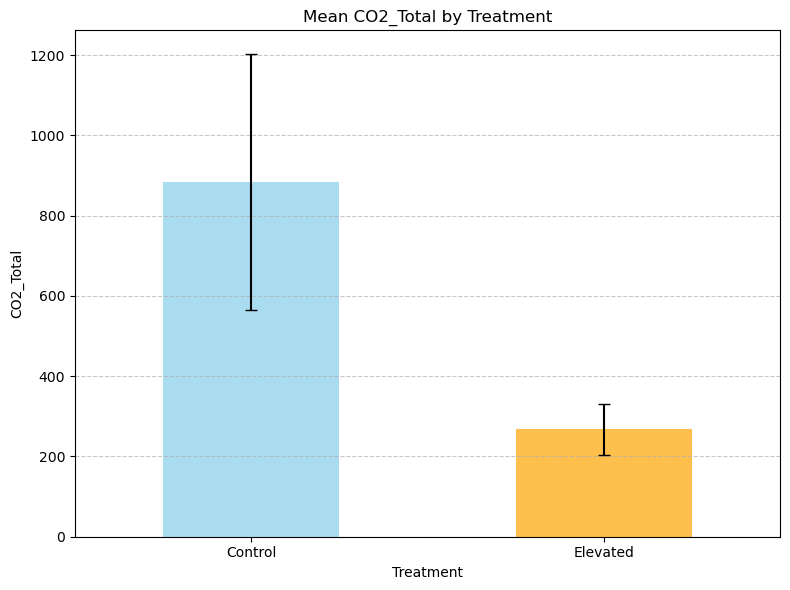 Mean CO2_Total by Treatment
CO2_Total
1200
1000
800
600
400
200
0
Control
Elevated
Treatment